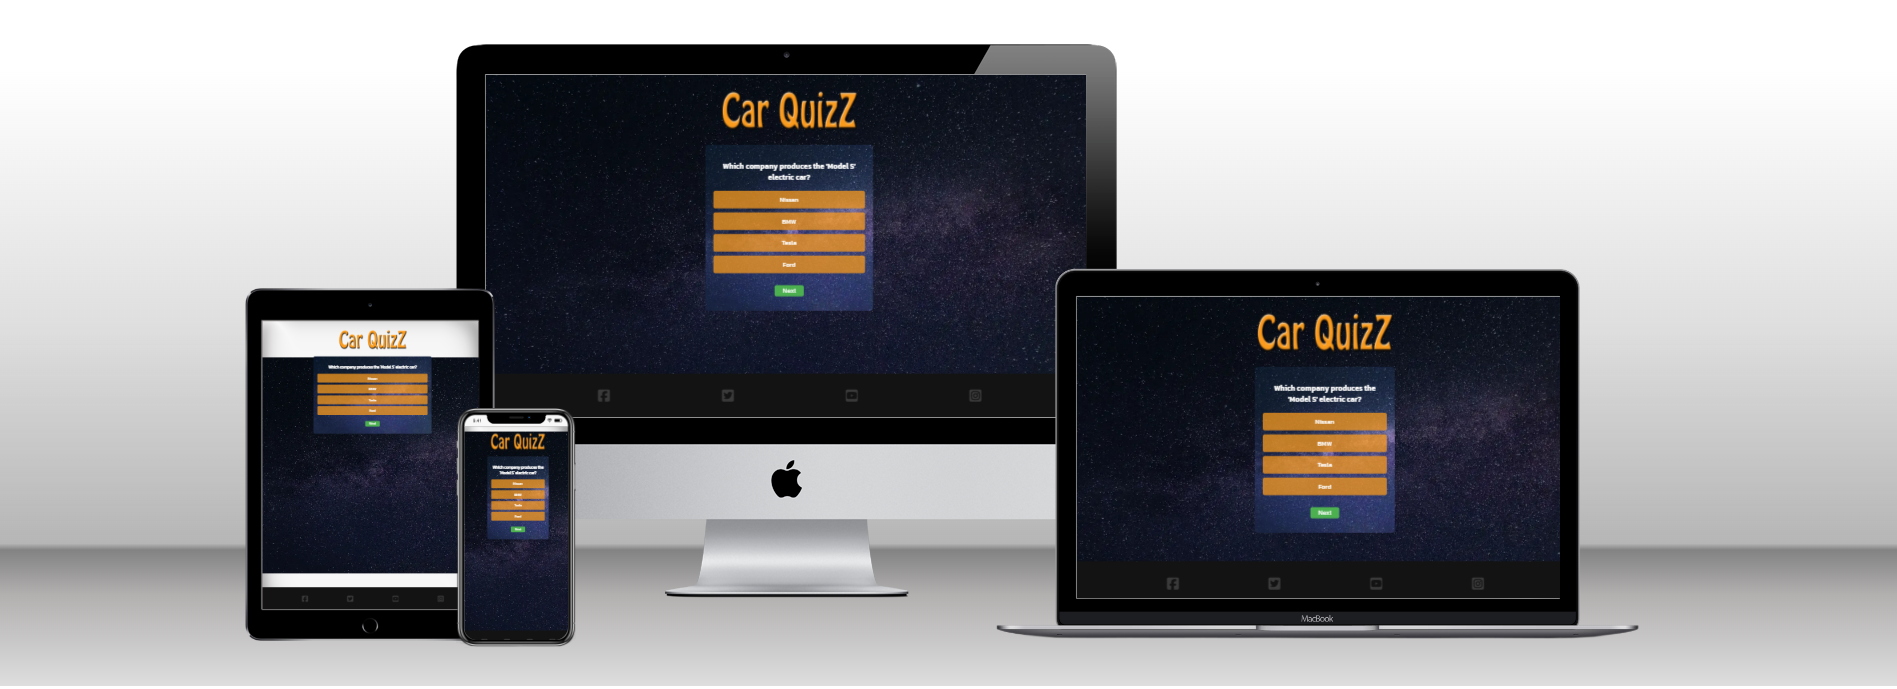 Car QuizZ
Which company produces the 'Model S'
electric car?
Nissan
BMW
Tesla
Ford
Next
Car QuizZ
Which company produces the 'Model S' electric car?
Nissan
BMW
Tesla
Ford
Next
9:41
Car QuizZ
Which company produces the
'Model S' electric car?
Nissan
BMW
Tesla
Ford
Next
Car QuizZ
Which company produces the
'Model S' electric car?
Nissan
BMW
Tesla
Ford
Next
MacBook